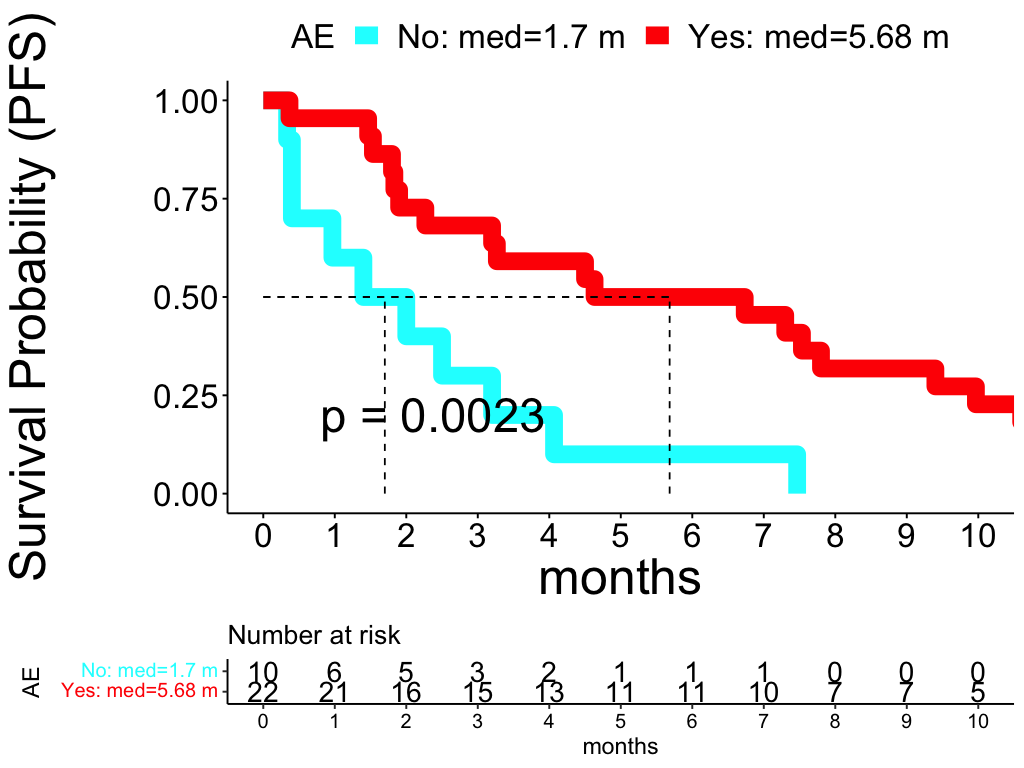 AE No: med=1.7 m Yes: med=5.68 m
Survival Probability (PFS)
1.00
0.75
0.50
0.25
0.00
p = 0.0023
0 1 2 3 4 5 6 7 8 9 10
months
Number at risk
AE
No: med=1.7 m 10 6 5 3 2 1 1 1 0 0 0
Yes: med=5.68 m 22 21 16 15 13 11 11 10 7 7 5
0 1 2 3 4 5 6 7 8 9 10
months